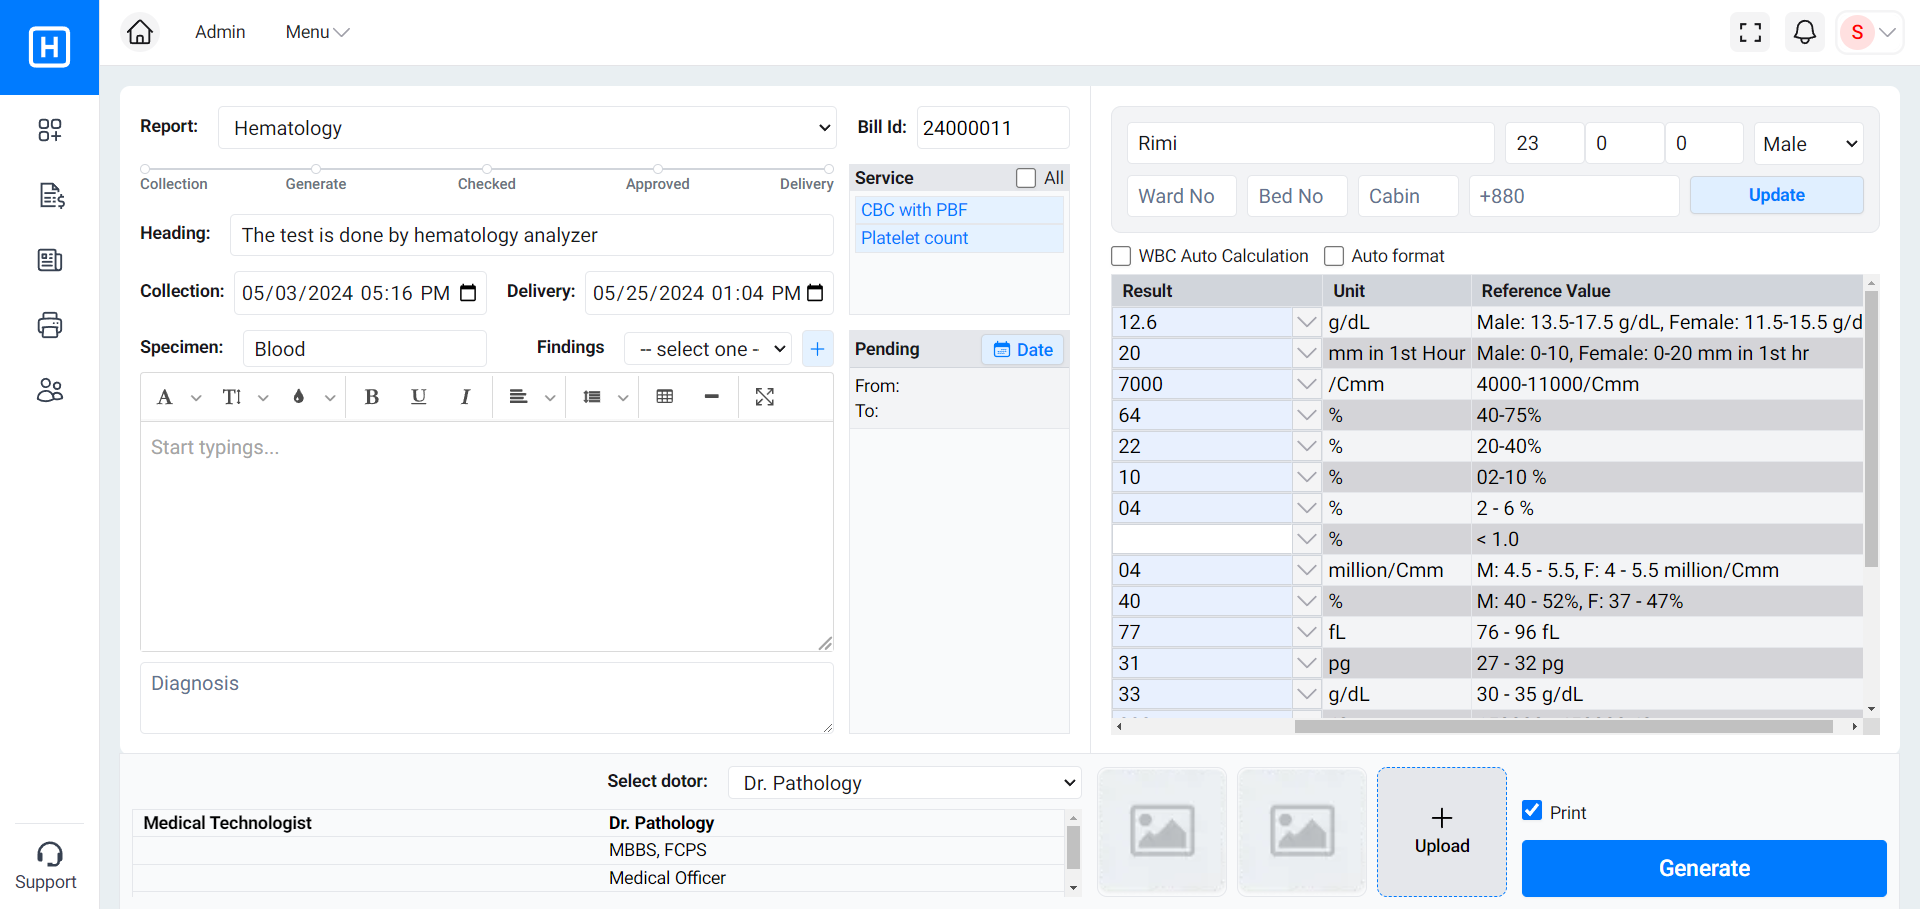 H
Admin
Menu
S
Report:
Hematology
Bill Id:
24000011
Collection
Generate
Checked
Approved
Delivery
Service
All
CBC with PBF
Platelet count
Heading:
The test is done by hematology analyzer
Collection:
05/03/2024 05:16 PM
Delivery:
05/25/2024 01:04 PM
Specimen:
Blood
Findings
-- select one -
+
Pending
Date
From:
To:
A
T
B
U
I
Start typings...
Diagnosis
Rimi
23
0
0
Male
Ward No
Bed No
Cabin
+880
Update
WBC Auto Calculation
Auto format
Result Unit Reference Value
12.6 g/dL Male: 13.5-17.5 g/dL, Female: 11.5-15.5 g/d
20 mm in 1st Hour Male: 0-10, Female: 0-20 mm in 1st hr
7000 /Cmm 4000-11000/Cmm
64 % 40-75%
22 % 20-40%
10 % 02-10 %
04 % 2 - 6 %
% < 1.0
04 million/Cmm M: 4.5 - 5.5, F: 4 - 5.5 million/Cmm
40 % M: 40 - 52%, F: 37 - 47%
77 fL 76 - 96 fL
31 pg 27 - 32 pg
33 g/dL 30 - 35 g/dL
Select dotor:
Dr. Pathology
Medical Technologist
Dr. Pathology
MBBS, FCPS
Medical Officer
+
Upload
Print
Generate
Support